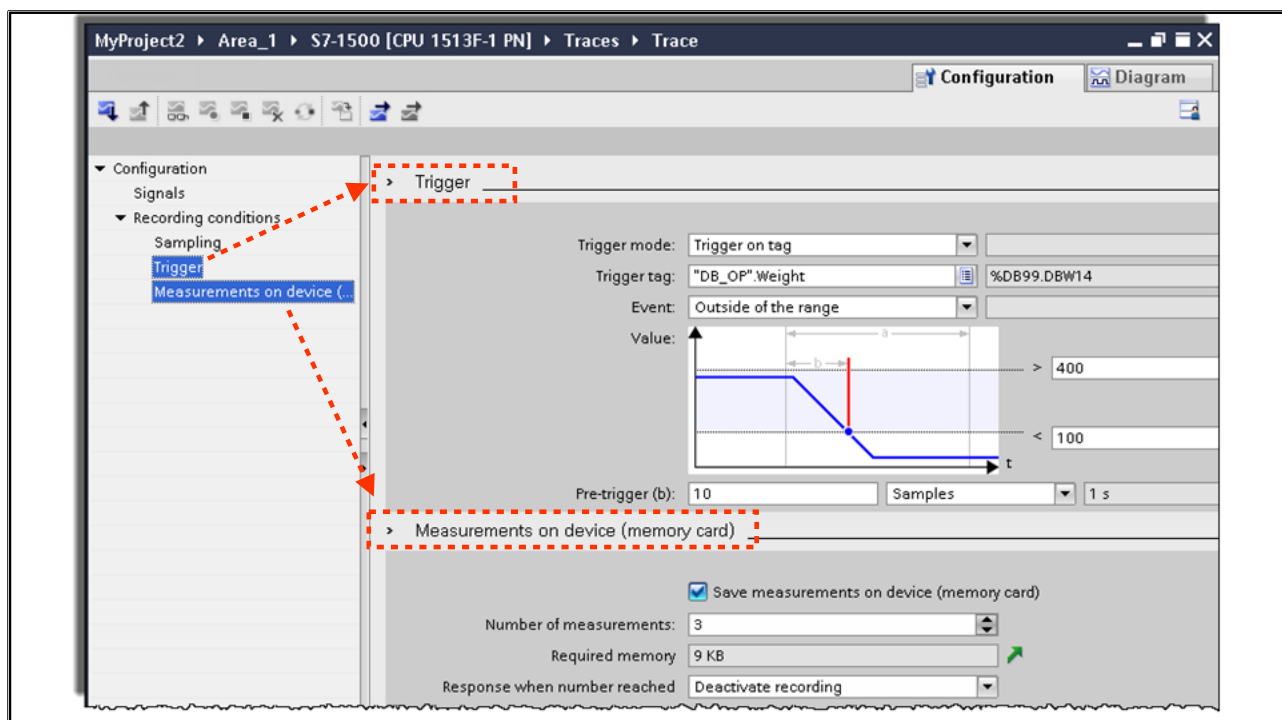 MyProject2 ▸ Area_1 ▸ S7-1500 [CPU 1513F-1 PN] ▸ Traces ▸ Trace
Configuration
Diagram
Configuration
Signals
Recording conditions
Sampling
Trigger
Measurements on device (...
Trigger
Trigger mode: Trigger on tag
Trigger tag: "DB_OP".Weight %DB99.DBW14
Event: Outside of the range
Value:
a
b
> 400
< 100
t
Pre-trigger (b): 10 Samples 1 s
Measurements on device (memory card)
Save measurements on device (memory card)
Number of measurements: 3
Required memory 9 KB
Response when number reached Deactivate recording